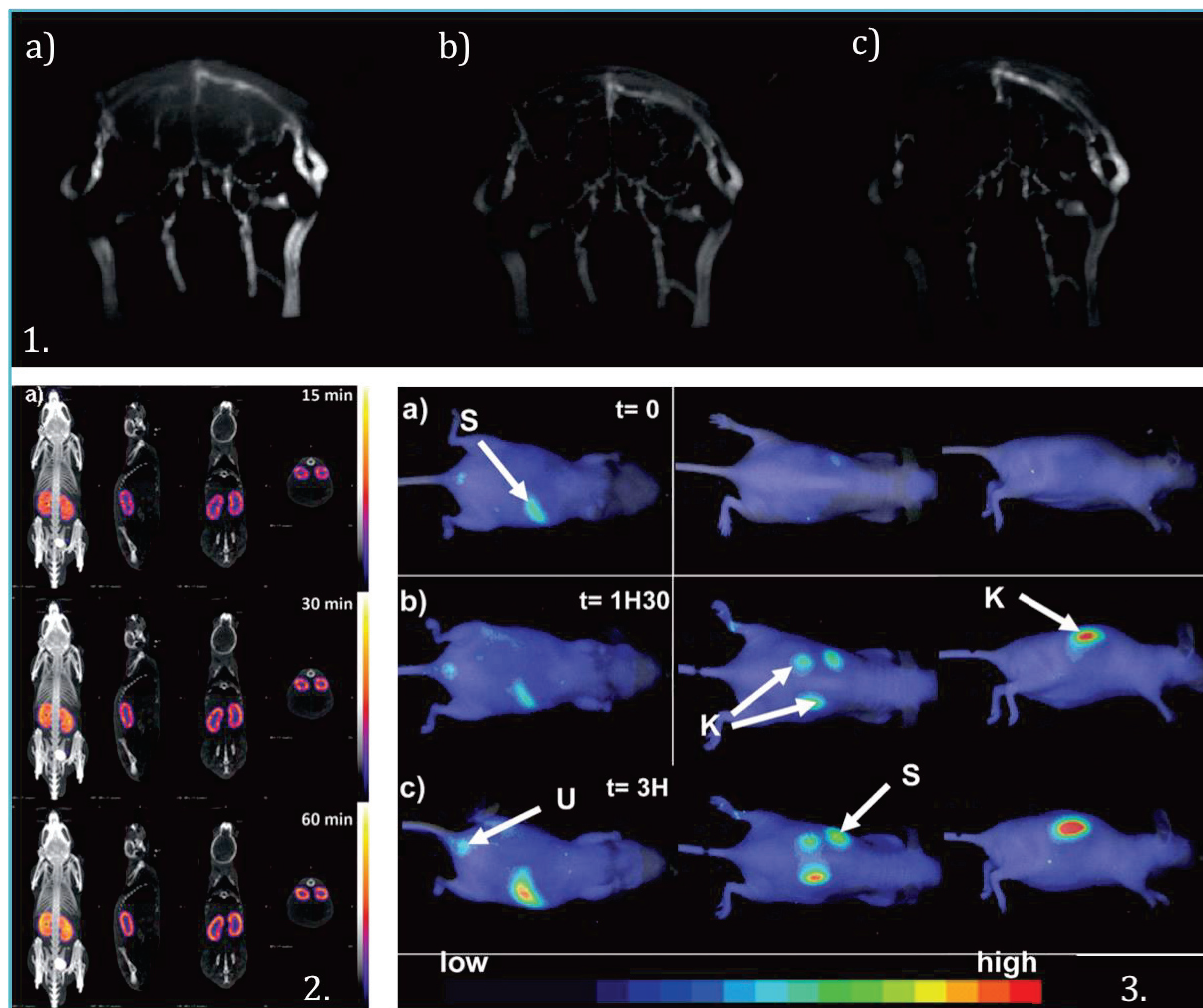 a)
b)
c)
1.
a)
15 min
30 min
60 min
2.
a)
t= 0
S
b)
t= 1H30
K
K
c)
t= 3H
U
S
low
high
3.